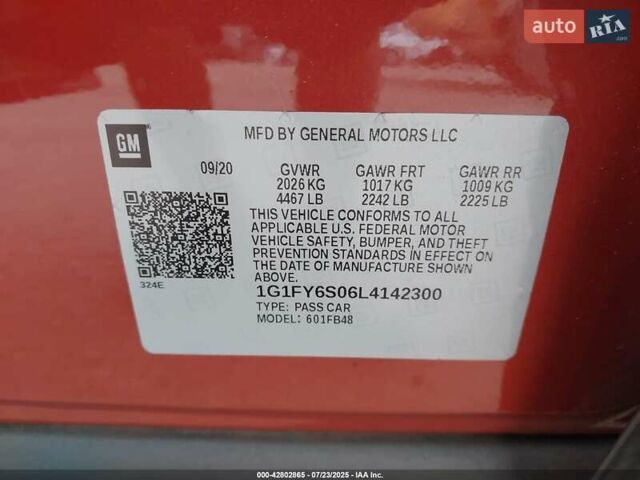 auto RIA
.com
GM
MFD BY GENERAL MOTORS LLC
09/20 GVWR GAWR FRT GAWR RR
2026 KG 1017 KG 1009 KG
4467 LB 2242 LB 2225 LB
THIS VEHICLE CONFORMS TO ALL
APPLICABLE U.S. FEDERAL MOTOR
VEHICLE SAFETY, BUMPER, AND THEFT
PREVENTION STANDARDS IN EFFECT ON
THE DATE OF MANUFACTURE SHOWN
ABOVE.
324E
1G1FY6S06L4142300
TYPE: PASS CAR
MODEL: 601FB48
000-42802865 - 07/23/2025 - IAA Inc.